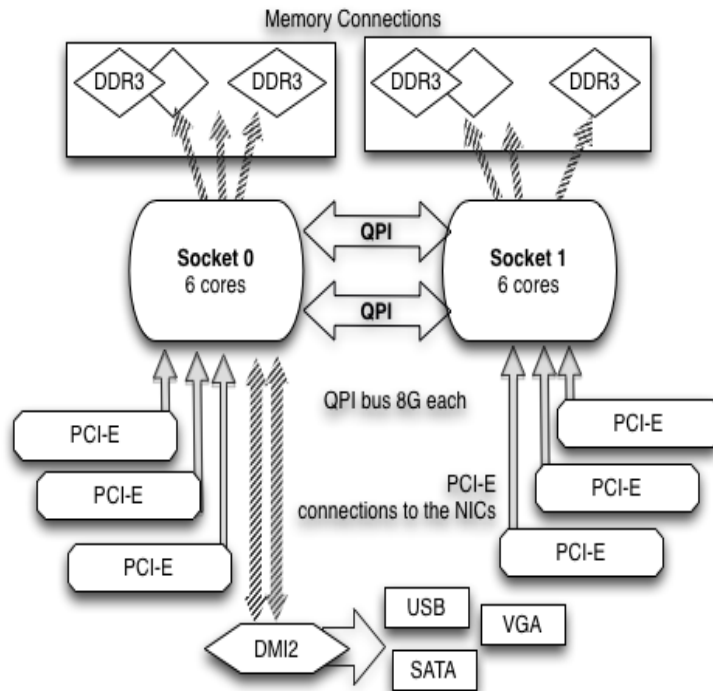 Memory Connections
DDR3
DDR3
DDR3
DDR3
Socket 0
6 cores
QPI
QPI
Socket 1
6 cores
QPI bus 8G each
PCI-E
PCI-E
PCI-E
PCI-E
connections to the NICs
PCI-E
PCI-E
PCI-E
DMI2
USB
VGA
SATA